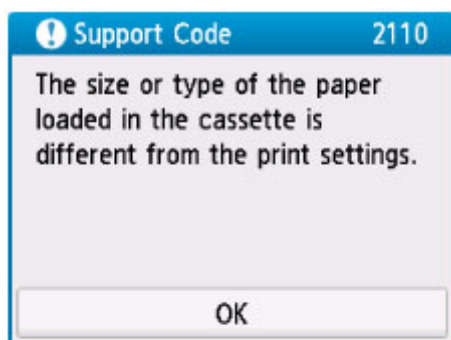 Support Code 2110
The size or type of the paper
loaded in the cassette is
different from the print settings.
OK